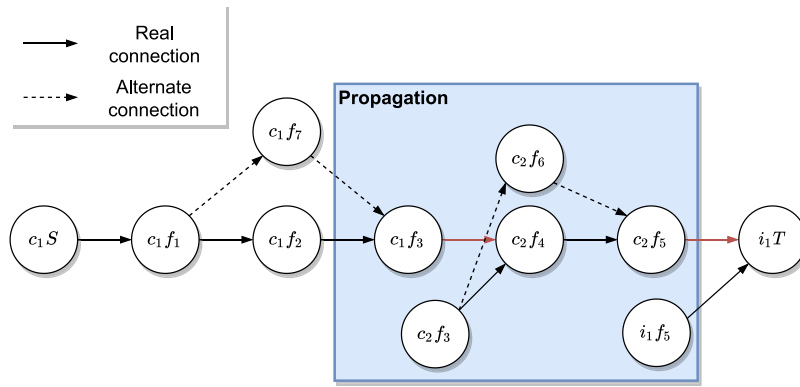 Real
connection
Alternate
connection
Propagation
c₁f₇
c₂f₆
c₁S
c₁f₁
c₁f₂
c₁f₃
c₂f₄
c₂f₅
i₁T
c₂f₃
i₁f₅